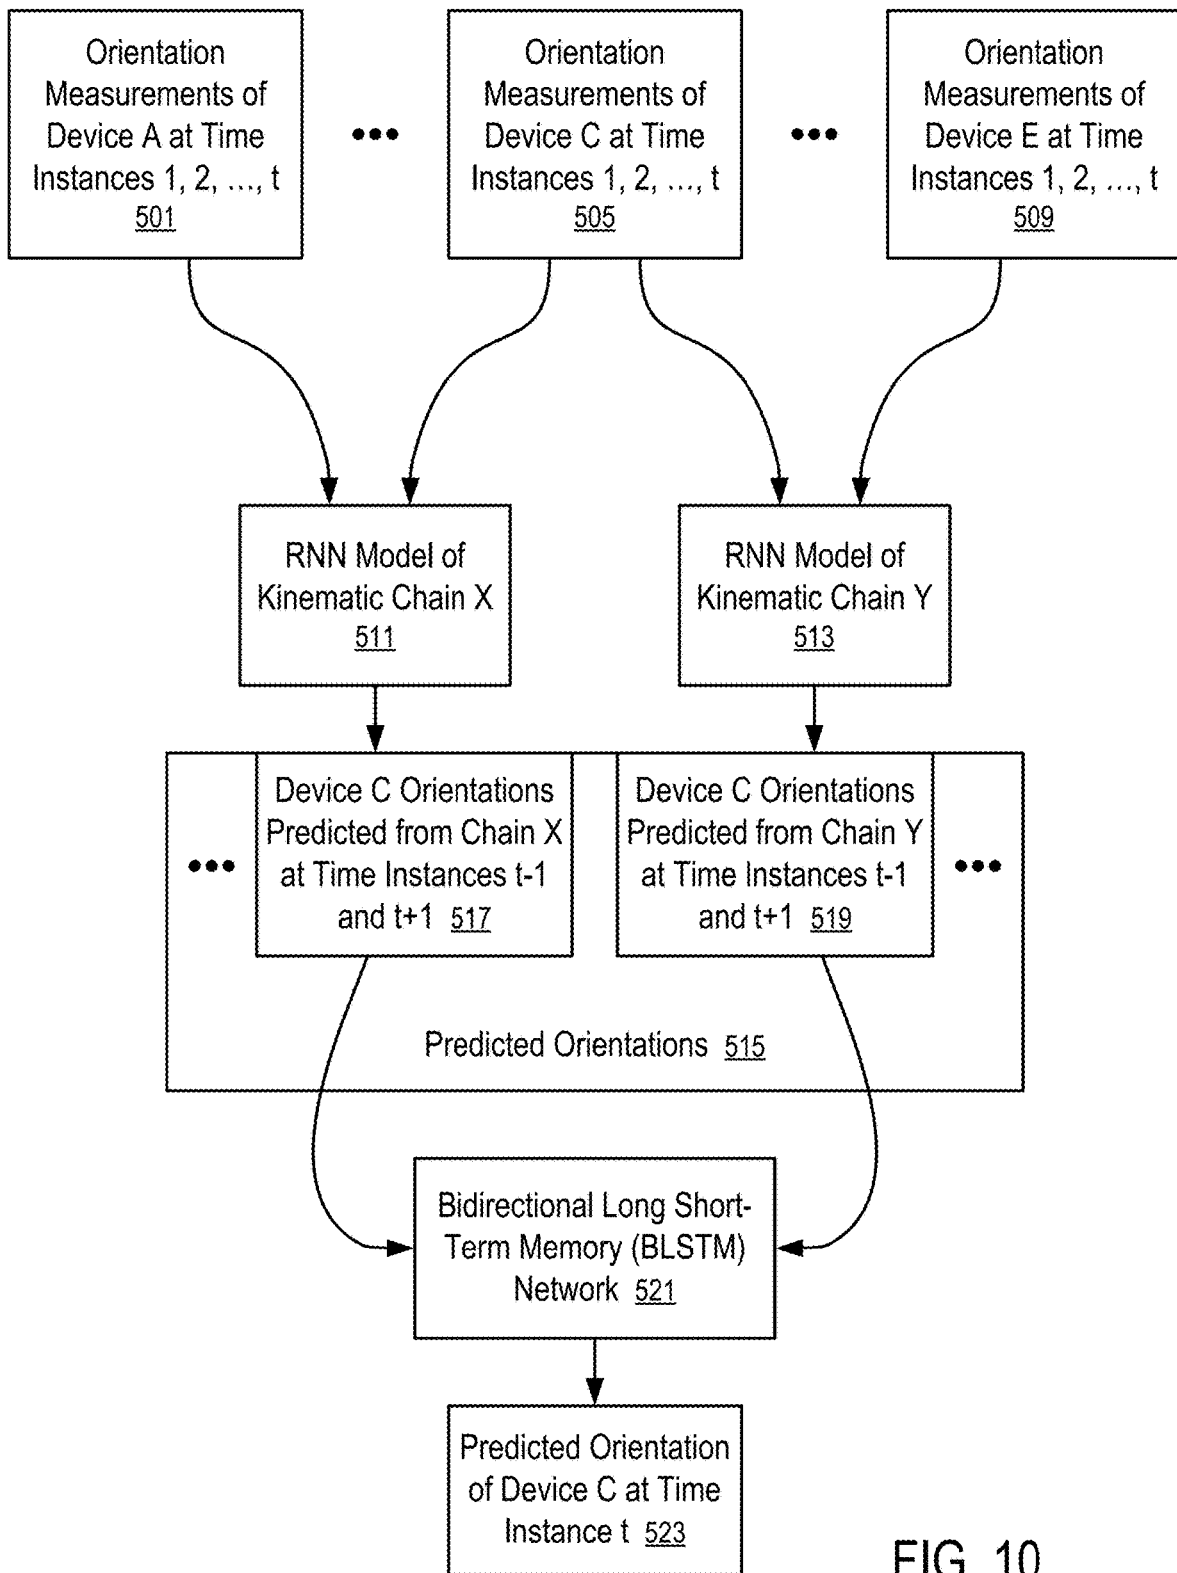 Orientation
Measurements of
Device A at Time
Instances 1, 2, ..., t
501
•••
Orientation
Measurements of
Device C at Time
Instances 1, 2, ..., t
505
•••
Orientation
Measurements of
Device E at Time
Instances 1, 2, ..., t
509
RNN Model of
Kinematic Chain X
511
RNN Model of
Kinematic Chain Y
513
•••
Device C Orientations
Predicted from Chain X
at Time Instances t-1
and t+1 517
Device C Orientations
Predicted from Chain Y
at Time Instances t-1
and t+1 519
•••
Predicted Orientations 515
Bidirectional Long Short-
Term Memory (BLSTM)
Network 521
Predicted Orientation
of Device C at Time
Instance t 523
FIG. 10